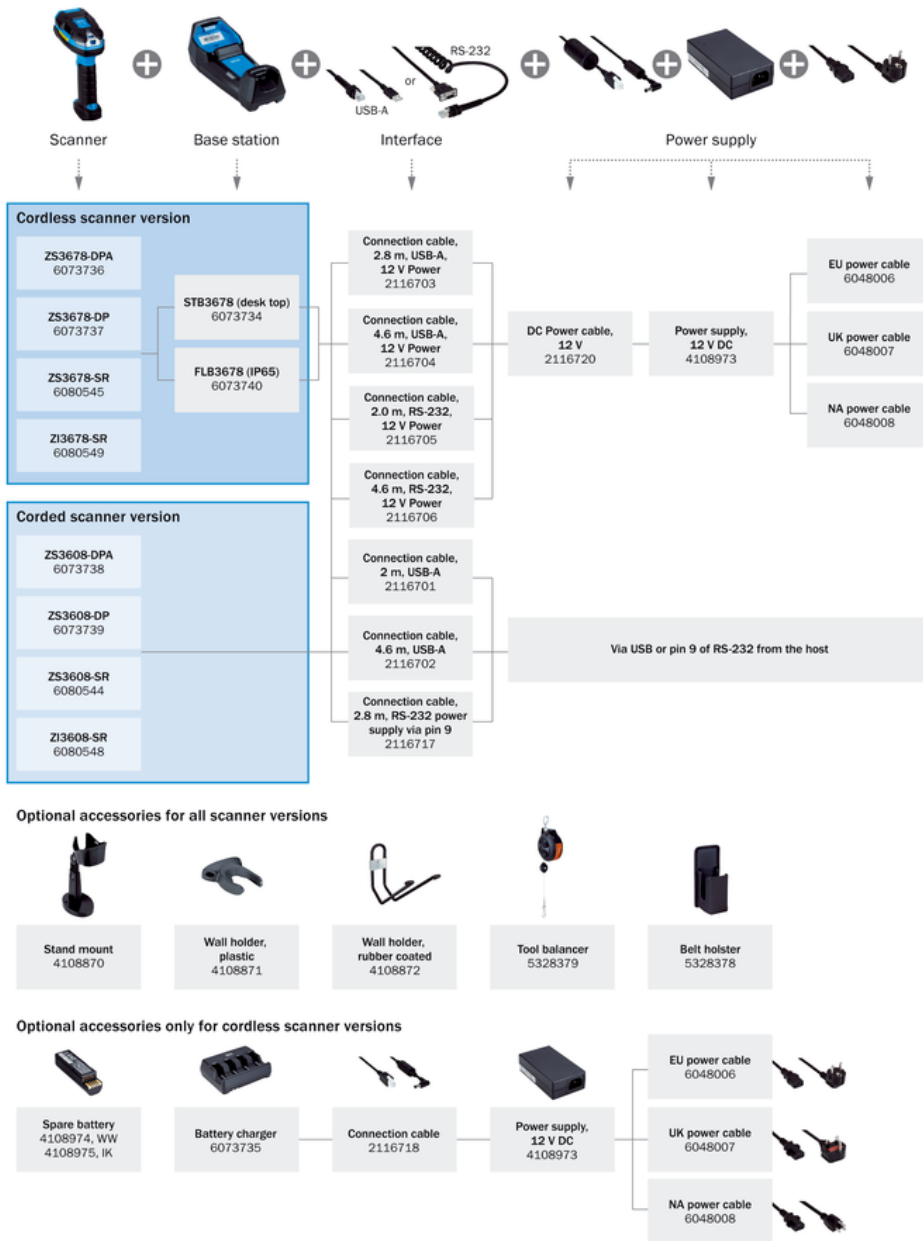 RS-232
or
USB-A
Scanner
Base station
Interface
Power supply
Cordless scanner version
ZS3678-DPA
6073736
ZS3678-DP
6073737
ZS3678-SR
6080545
ZI3678-SR
6080549
STB3678 (desk top)
6073734
FLB3678 (IP65)
6073740
Connection cable,
2.8 m, USB-A,
12 V Power
2116703
Connection cable,
4.6 m, USB-A,
12 V Power
2116704
Connection cable,
2.0 m, RS-232,
12 V Power
2116705
Connection cable,
4.6 m, RS-232,
12 V Power
2116706
DC Power cable,
12 V
2116720
Power supply,
12 V DC
4108973
EU power cable
6048006
UK power cable
6048007
NA power cable
6048008
Corded scanner version
ZS3608-DPA
6073738
ZS3608-DP
6073739
ZS3608-SR
6080544
ZI3608-SR
6080548
Connection cable,
2 m, USB-A
2116701
Connection cable,
4.6 m, USB-A
2116702
Connection cable,
2.8 m, RS-232 power
supply via pin 9
2116717
Via USB or pin 9 of RS-232 from the host
Optional accessories for all scanner versions
Stand mount
4108870
Wall holder,
plastic
4108871
Wall holder,
rubber coated
4108872
Tool balancer
5328379
Belt holster
5328378
Optional accessories only for cordless scanner versions
Spare battery
4108974, WW
4108975, IK
Battery charger
6073735
Connection cable
2116718
Power supply,
12 V DC
4108973
EU power cable
6048006
UK power cable
6048007
NA power cable
6048008